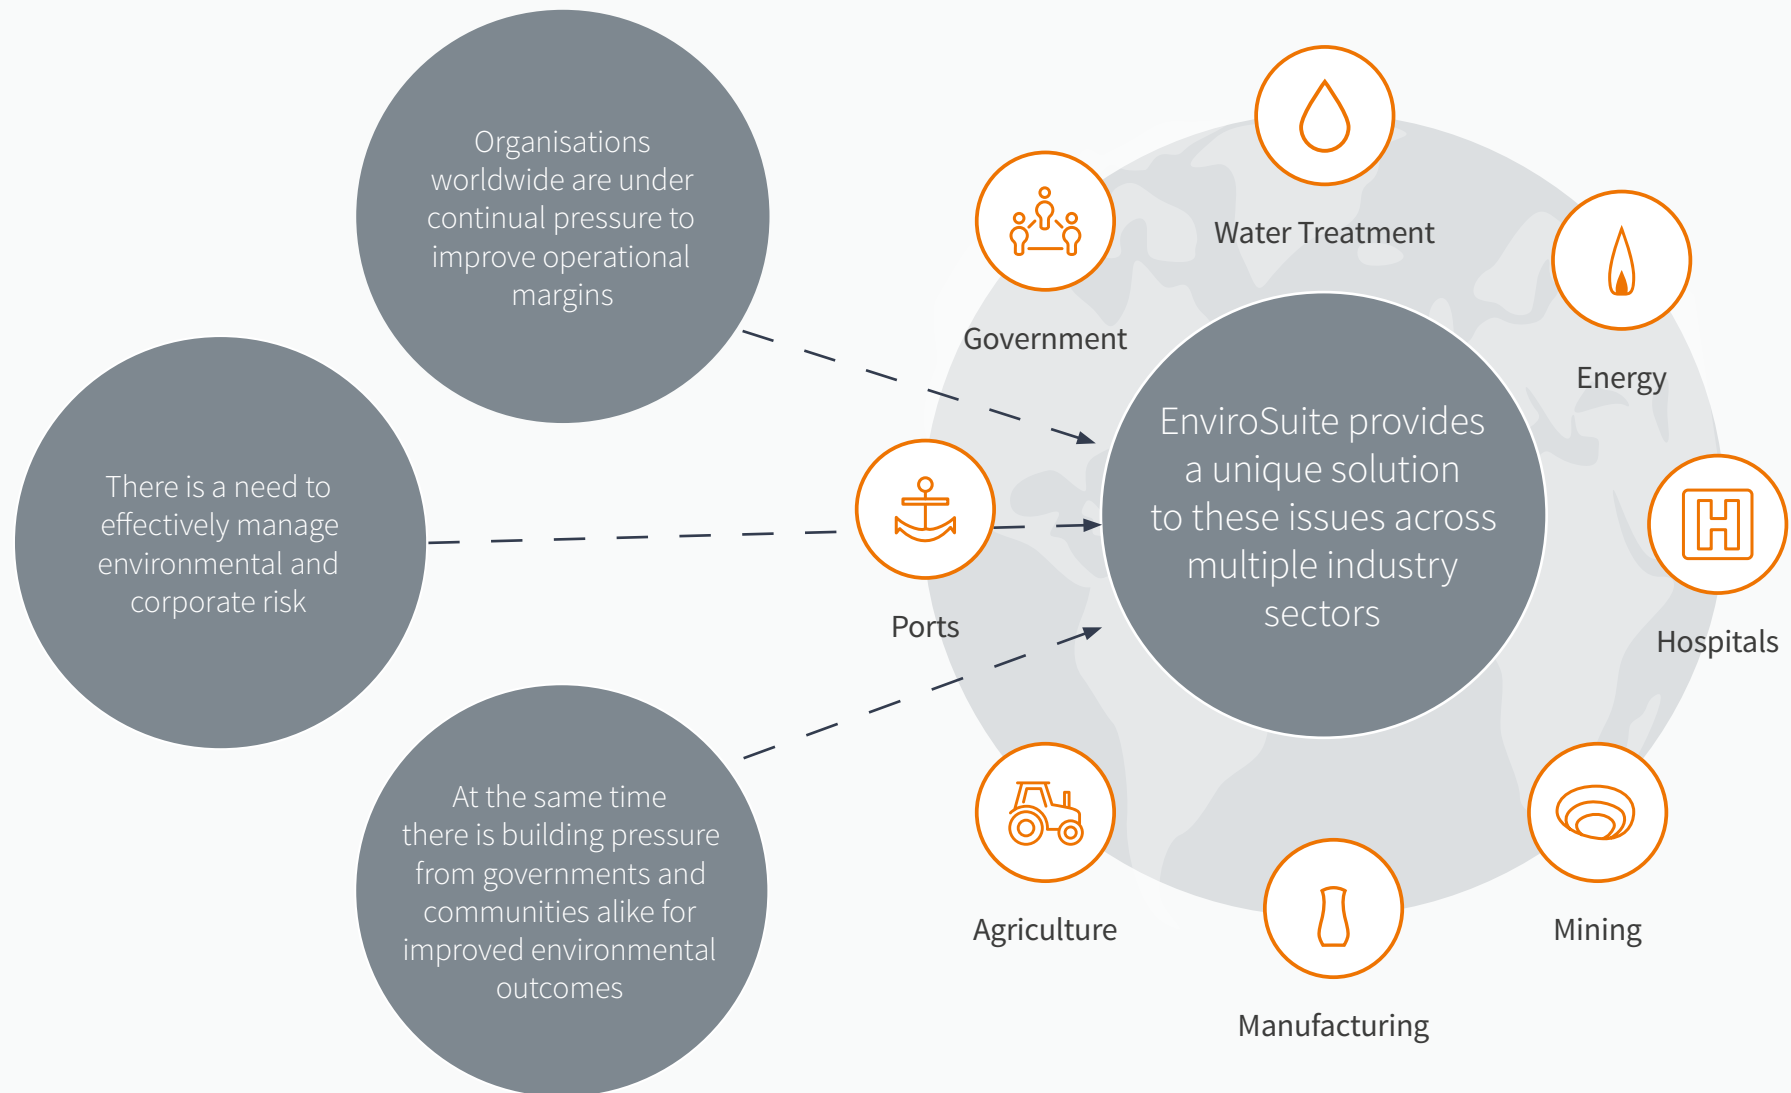 Organisations
worldwide are under
continual pressure to
improve operational
margins
There is a need to
effectively manage
environmental and
corporate risk
At the same time
there is building pressure
from governments and
communities alike for
improved environmental
outcomes
EnviroSuite provides
a unique solution
to these issues across
multiple industry
sectors
Water Treatment
Government
Energy
Ports
H
Hospitals
Agriculture
Mining
Manufacturing